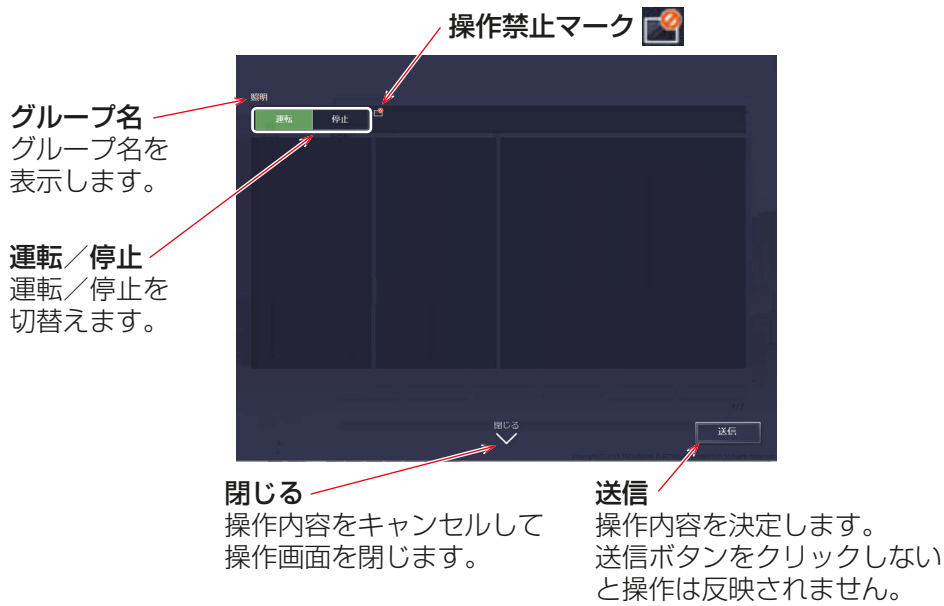 操作禁止マーク
照明
運転 停止
グループ名
グループ名を
表示します。
運転／停止
運転／停止を
切替えます。
閉じる
送信
閉じる
操作内容をキャンセルして
操作画面を閉じます。
送信
操作内容を決定します。
送信ボタンをクリックしない
と操作は反映されません。